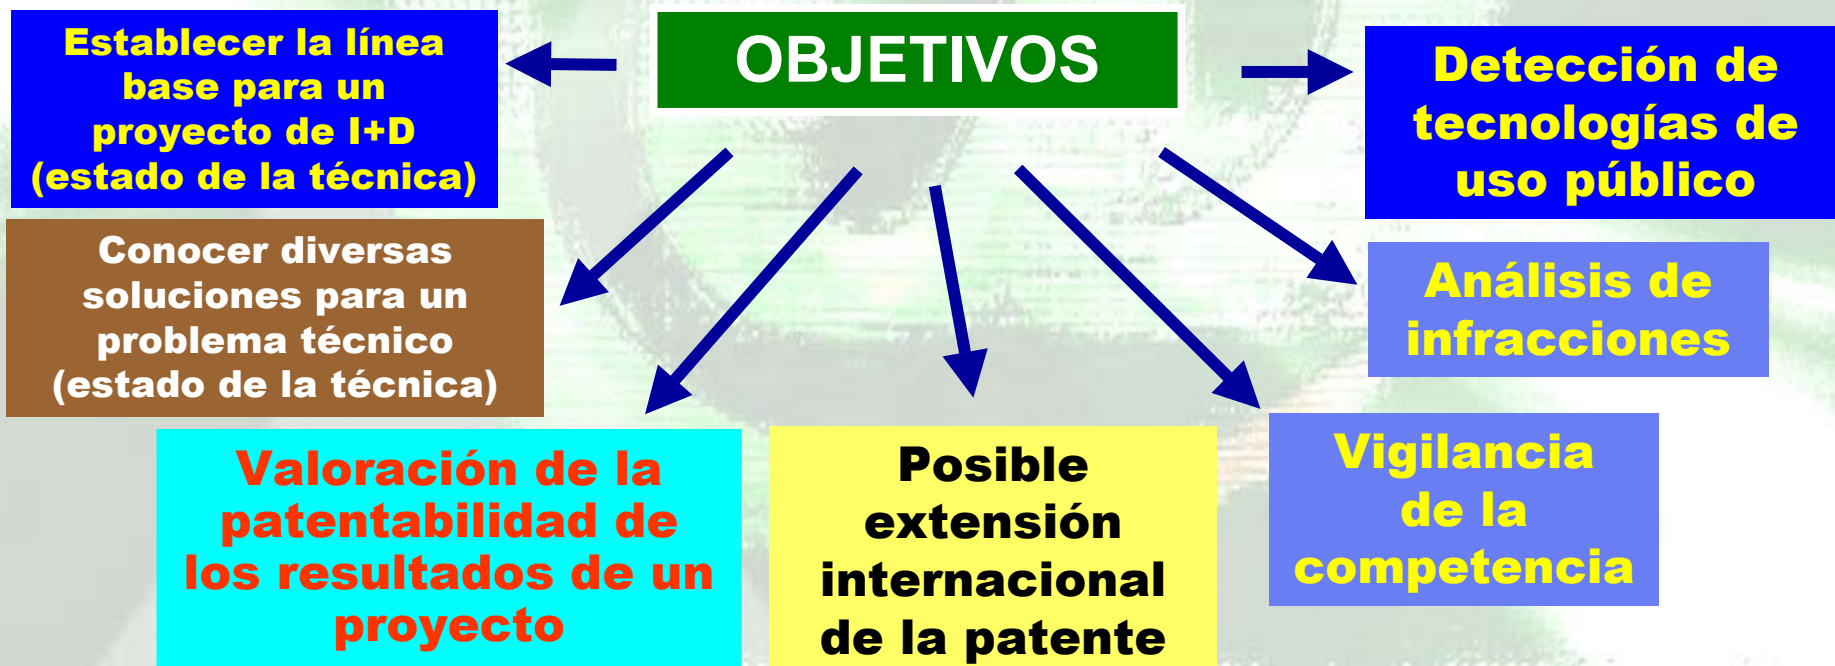 OBJETIVOS
Establecer la línea
base para un
proyecto de I+D
(estado de la técnica)
Conocer diversas
soluciones para un
problema técnico
(estado de la técnica)
Valoración de la
patentabilidad de
los resultados de un
proyecto
Posible
extensión
internacional
de la patente
Vigilancia
de la
competencia
Análisis de
infracciones
Detección de
tecnologías de
uso público